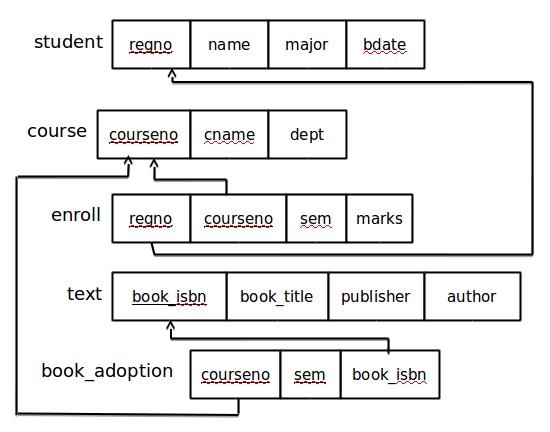 student regno name major bdate
course courseno cname dept
enroll regno courseno sem marks
text book_isbn book_title publisher author
book_adoption courseno sem book_isbn